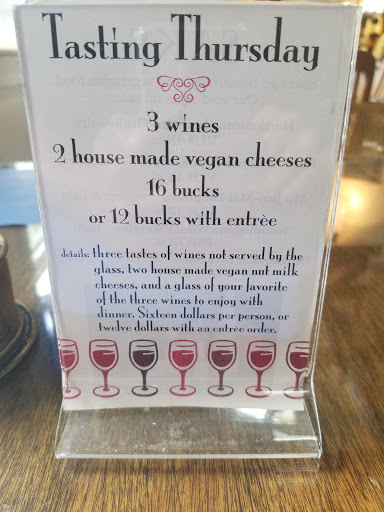 Tasting Thursday
3 wines
2 house made vegan cheeses
16 bucks
or 12 bucks with entrèe
details: three tastes of wines not served by the
glass, two house made vegan nut milk
cheeses, and a glass of your favorite
of the three wines to enjoy with
dinner. Sixteen dollars per person, or
twelve dollars with an entrèe order.